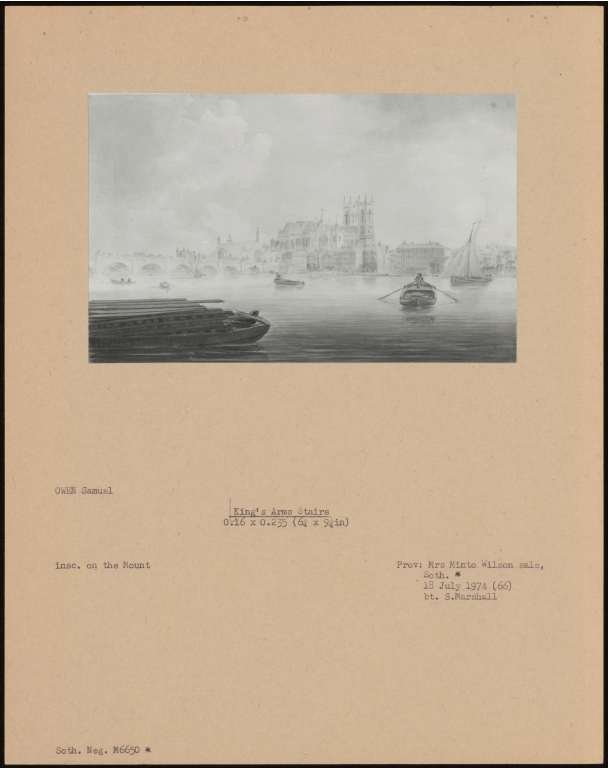 OWEN Samuel
King's Arms Stairs
0.16 x 0.235 (6¼ x 9¼in)
insc. on the Mount
Prov: Mrs Minto Wilson sale,
Soth. *
18 July 1974 (66)
bt. S.Marshall
Soth. Neg. M6650 *